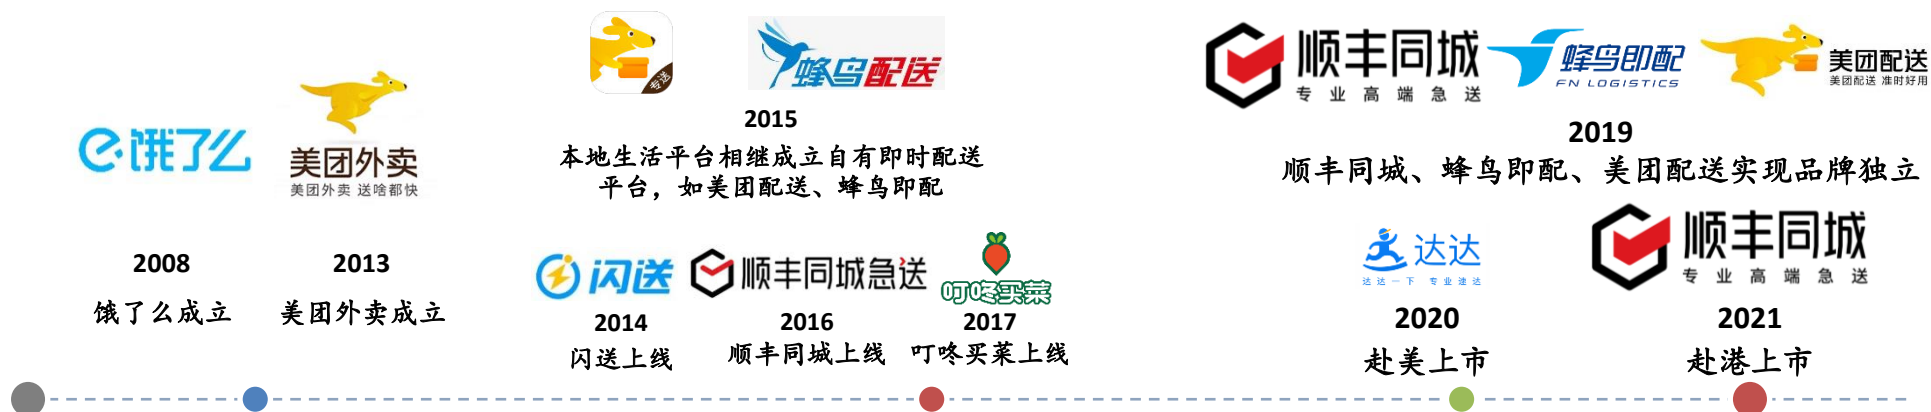 饿了么
美团外卖
美团外卖 送啥都快
2008
饿了么成立
2013
美团外卖成立
专送
蜂鸟配送
2015
本地生活平台相继成立自有即时配送
平台，如美团配送、蜂鸟即配
闪送
2014
闪送上线
顺丰同城急送
2016
顺丰同城上线
叮咚买菜
2017
叮咚买菜上线
顺丰同城
专业高端急送
蜂鸟即配
FN LOGISTICS
美团配送
美团配送 准时好用
2019
顺丰同城、蜂鸟即配、美团配送实现品牌独立
达达
达达一下 专业速达
2020
赴美上市
顺丰同城
专业高端急送
2021
赴港上市